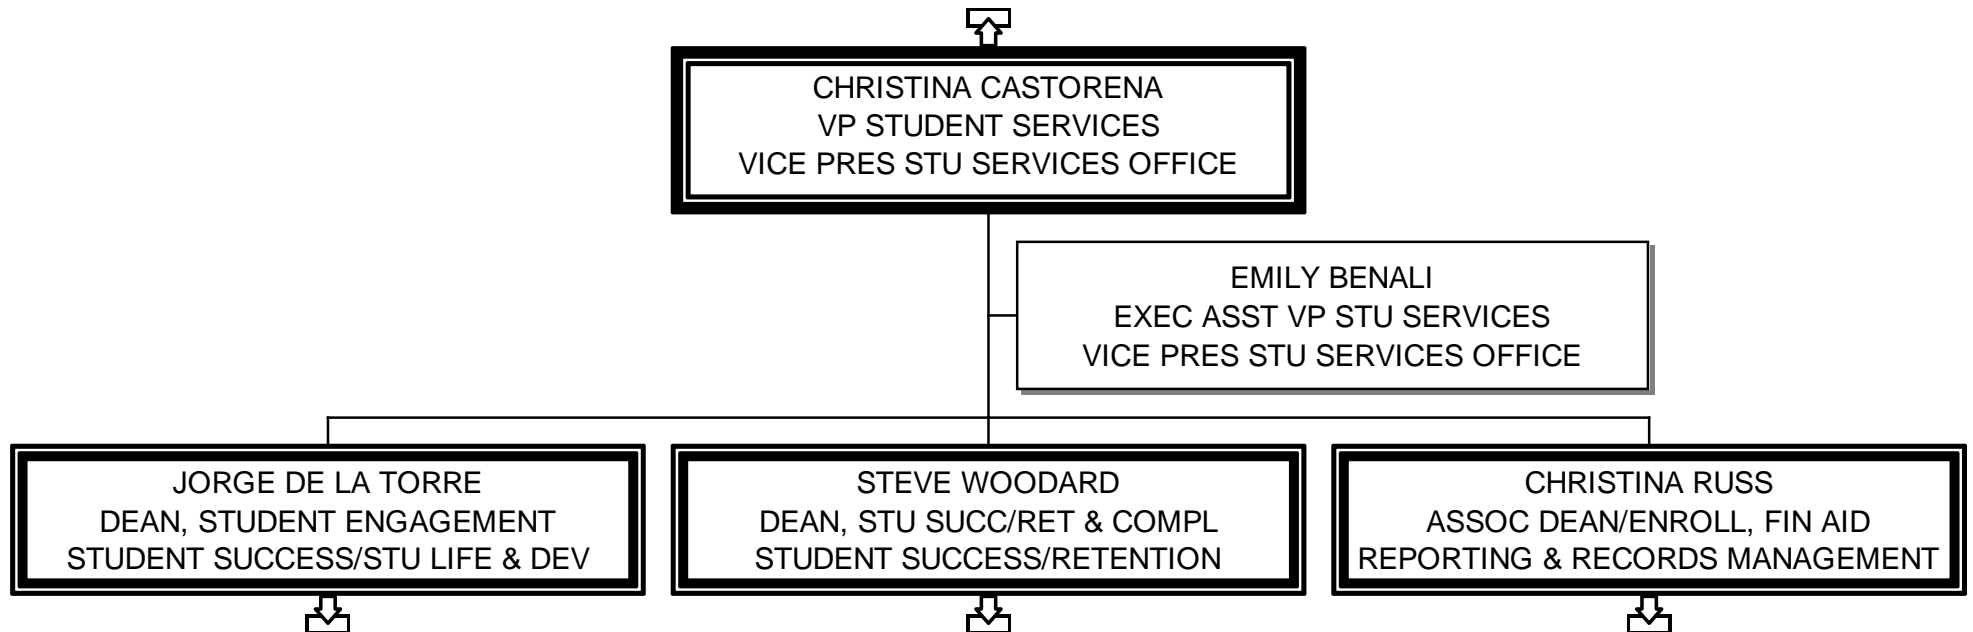 CHRISTINA CASTORENA
VP STUDENT SERVICES
VICE PRES STU SERVICES OFFICE
EMILY BENALI
EXEC ASST VP STU SERVICES
VICE PRES STU SERVICES OFFICE
JORGE DE LA TORRE
DEAN, STUDENT ENGAGEMENT
STUDENT SUCCESS/STU LIFE & DEV
STEVE WOODARD
DEAN, STU SUCC/RET & COMPL
STUDENT SUCCESS/RETENTION
CHRISTINA RUSS
ASSOC DEAN/ENROLL, FIN AID
REPORTING & RECORDS MANAGEMENT